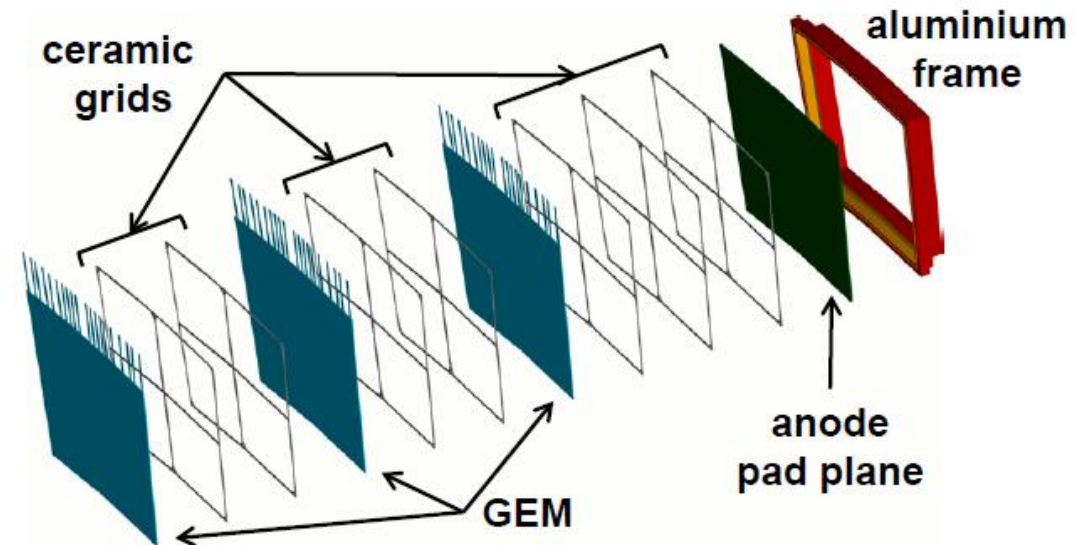 ceramic
grids
aluminium
frame
anode
pad plane
GEM